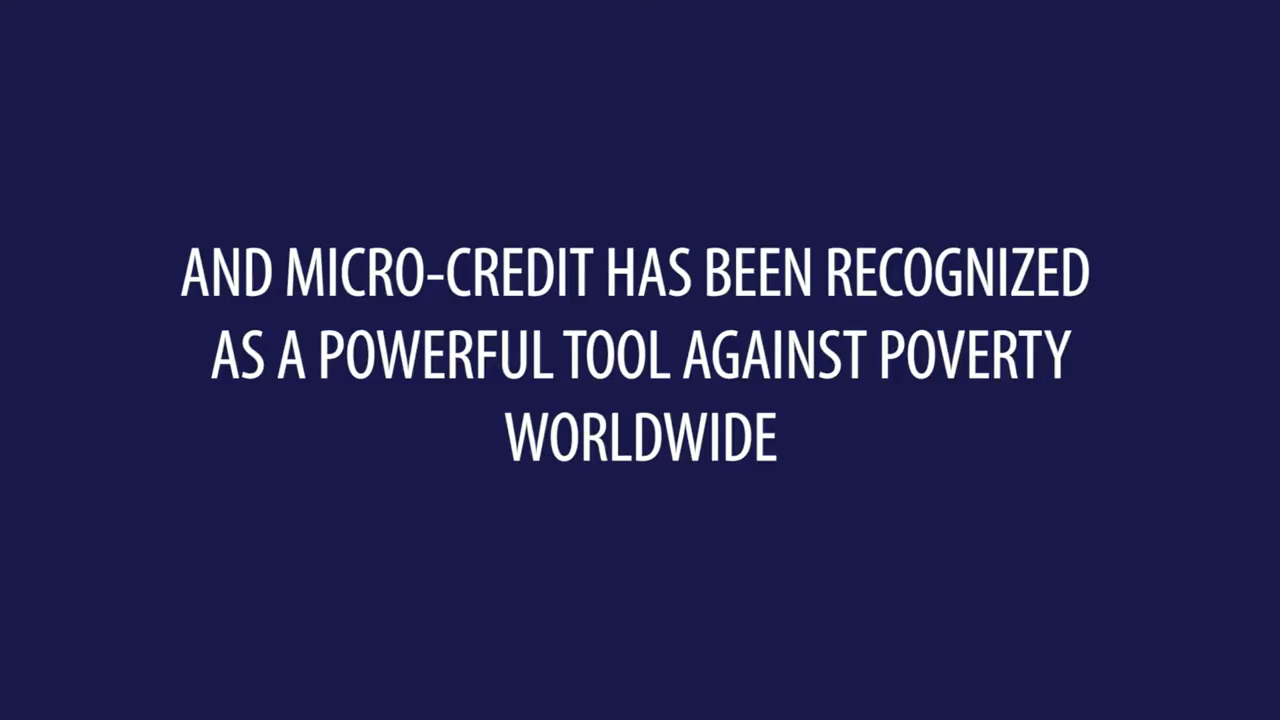 AND MICRO-CREDIT HAS BEEN RECOGNIZED
AS A POWERFUL TOOL AGAINST POVERTY
WORLDWIDE